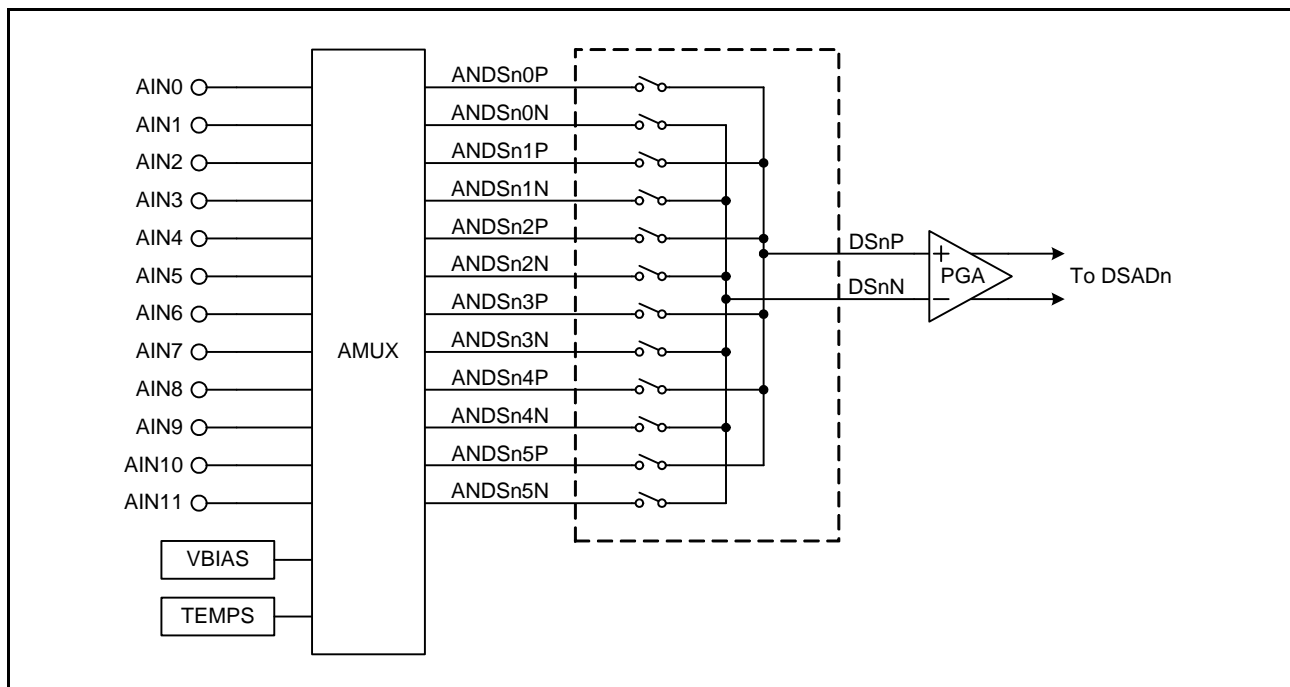 AIN0
AIN1
AIN2
AIN3
AIN4
AIN5
AIN6
AIN7
AIN8
AIN9
AIN10
AIN11
VBIAS
TEMPS
AMUX
ANDSn0P
ANDSn0N
ANDSn1P
ANDSn1N
ANDSn2P
ANDSn2N
ANDSn3P
ANDSn3N
ANDSn4P
ANDSn4N
ANDSn5P
ANDSn5N
DSnP
DSnN
+
PGA
−
To DSADn